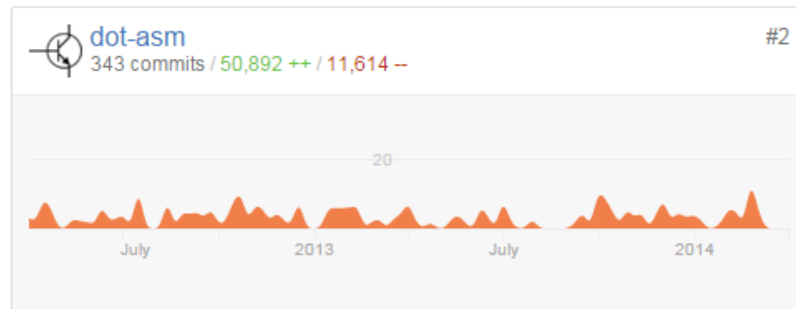 dot-asm #2
343 commits / 50,892 ++ / 11,614 --
20
July 2013 July 2014